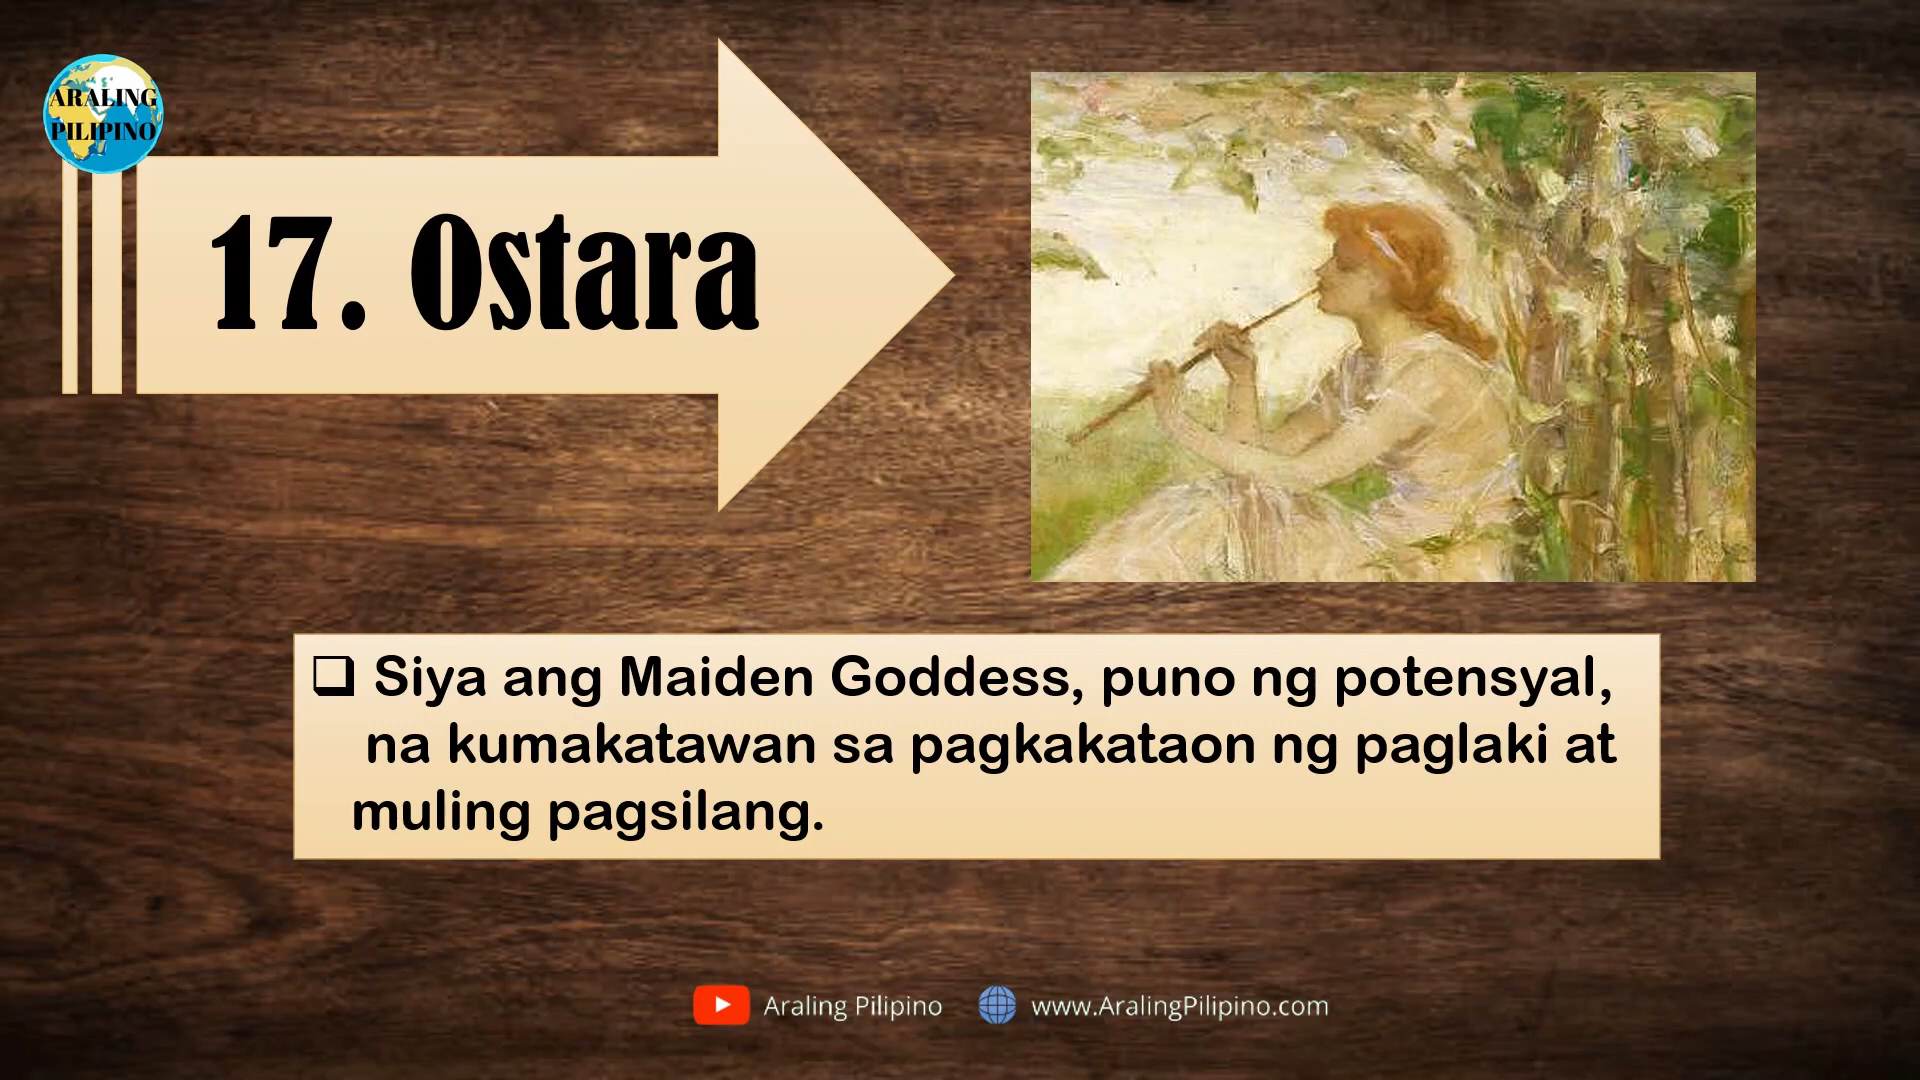 ARALING
PILIPINO
17. Ostara
Siya ang Maiden Goddess, puno ng potensyal,
na kumakatawan sa pagkakataon ng paglaki at
muling pagsilang.
Araling Pilipino
www.AralingPilipino.com